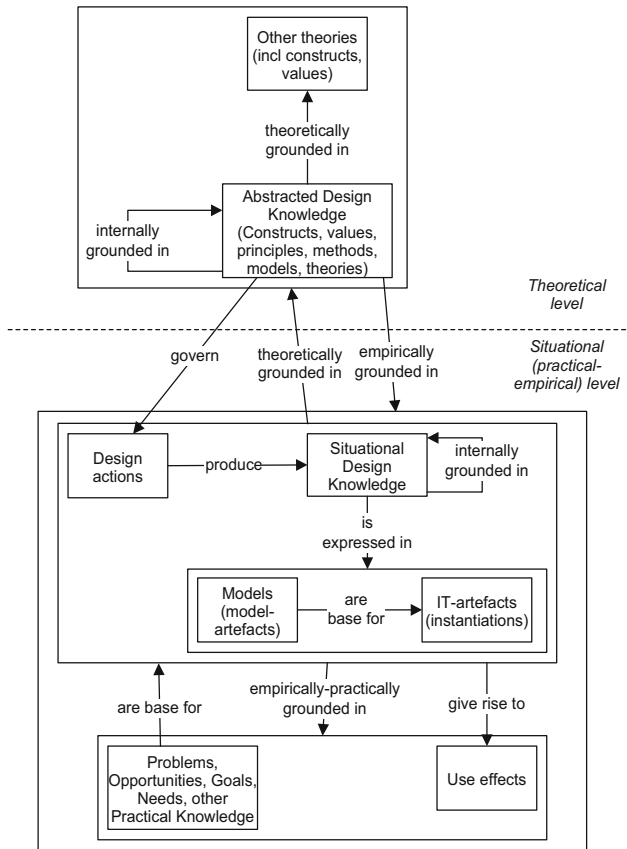 Other theories
(incl constructs,
values)
theoretically
grounded in
Abstracted Design
Knowledge
(Constructs, values,
principles, methods,
models, theories)
internally
grounded in
Theoretical
level
govern
theoretically
grounded in
empirically
grounded in
Situational
(practical-
empirical) level
Design
actions
produce
Situational
Design
Knowledge
internally
grounded in
is
expressed in
Models
(model-
artefacts)
are
base for
IT-artefacts
(instantiations)
are base for
empirically-practically
grounded in
give rise to
Problems,
Opportunities, Goals,
Needs, other
Practical Knowledge
Use effects